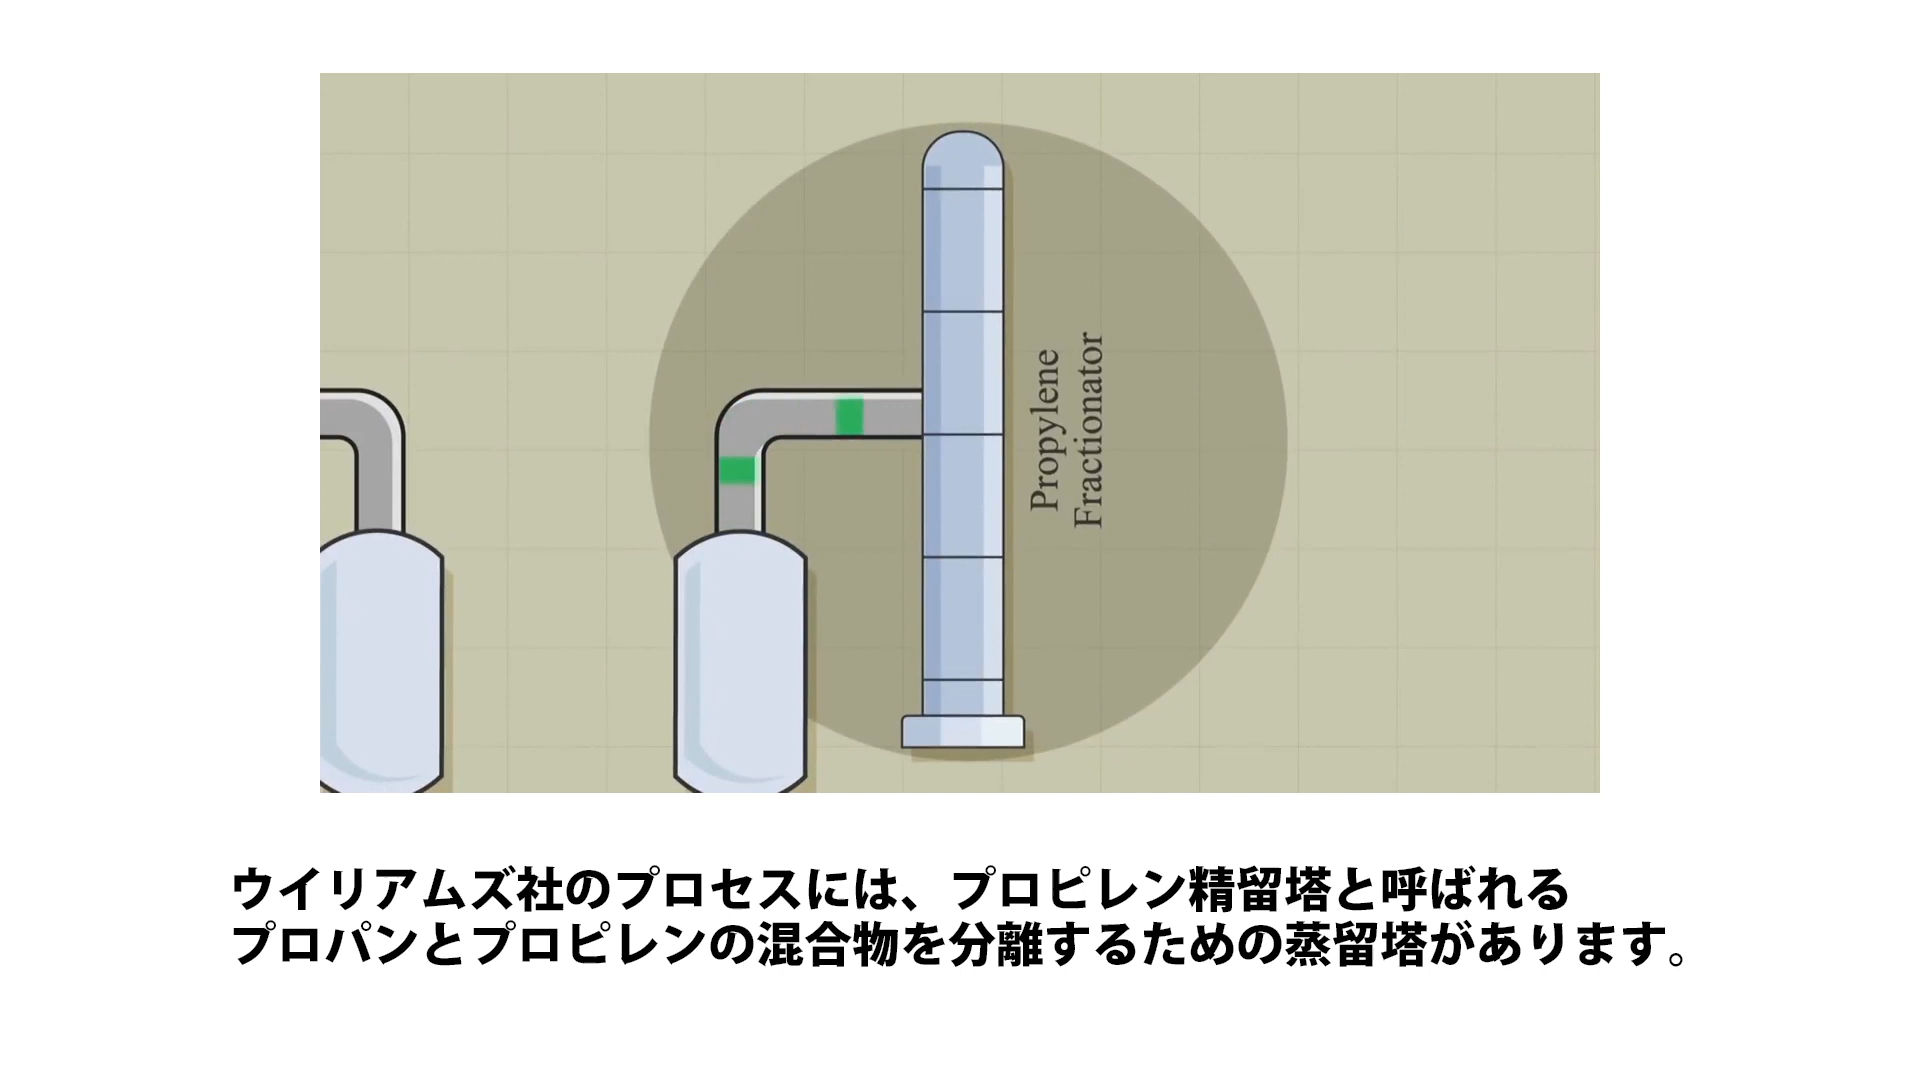 Propylene
Fractionator
ウイリアムズ社のプロセスには、プロピレン精留塔と呼ばれる
プロパンとプロピレンの混合物を分離するための蒸留塔があります。